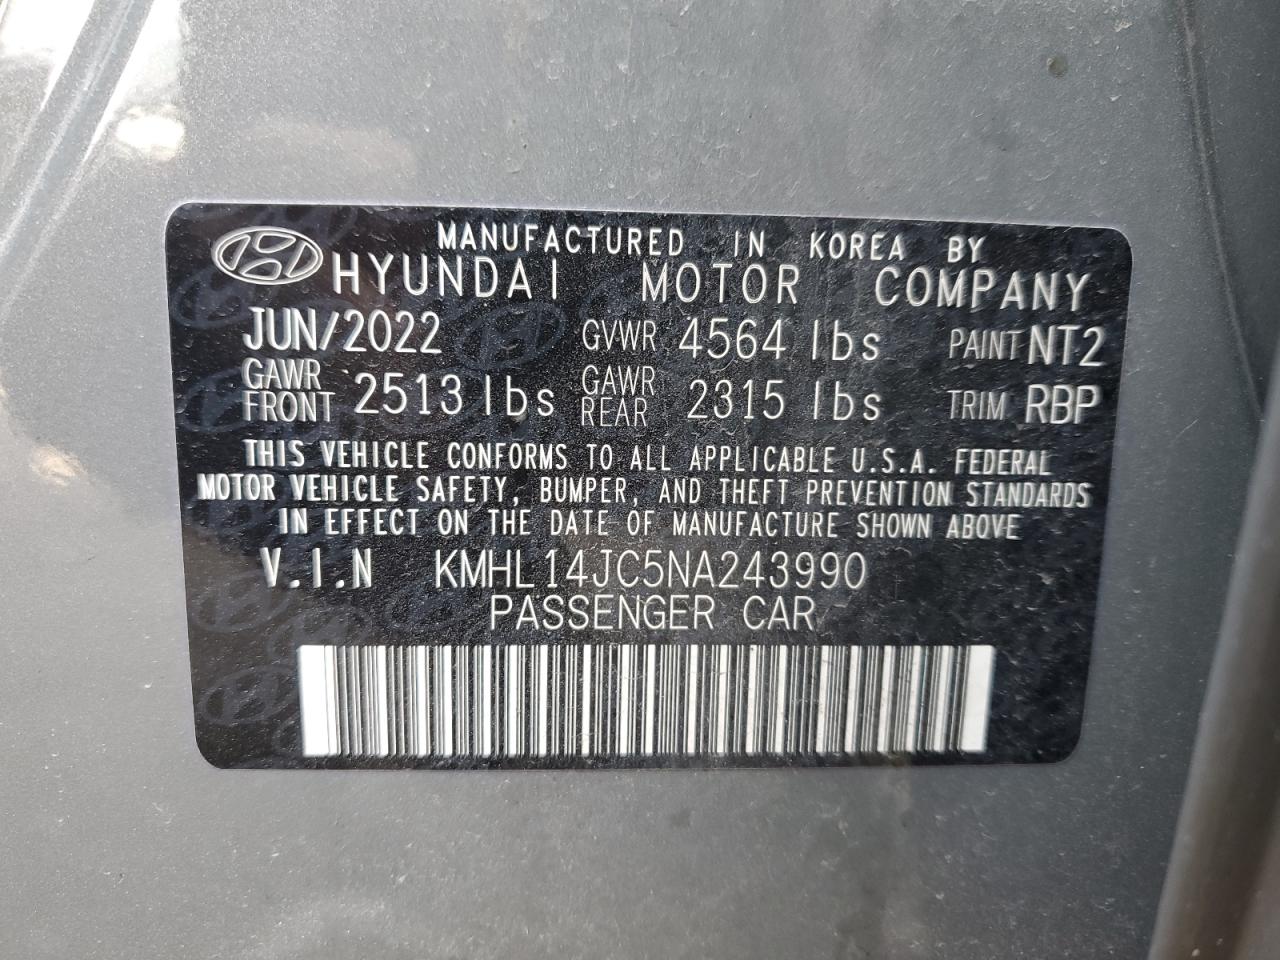 MANUFACTURED IN KOREA BY
HYUNDAI MOTOR COMPANY
JUN/2022 GVWR 4564 lbs PAINT NT2
GAWR FRONT 2513 lbs GAWR REAR 2315 lbs TRIM RBP
THIS VEHICLE CONFORMS TO ALL APPLICABLE U.S.A. FEDERAL
MOTOR VEHICLE SAFETY, BUMPER, AND THEFT PREVENTION STANDARDS
IN EFFECT ON THE DATE OF MANUFACTURE SHOWN ABOVE
V.I.N KMHL14JC5NA243990
PASSENGER CAR